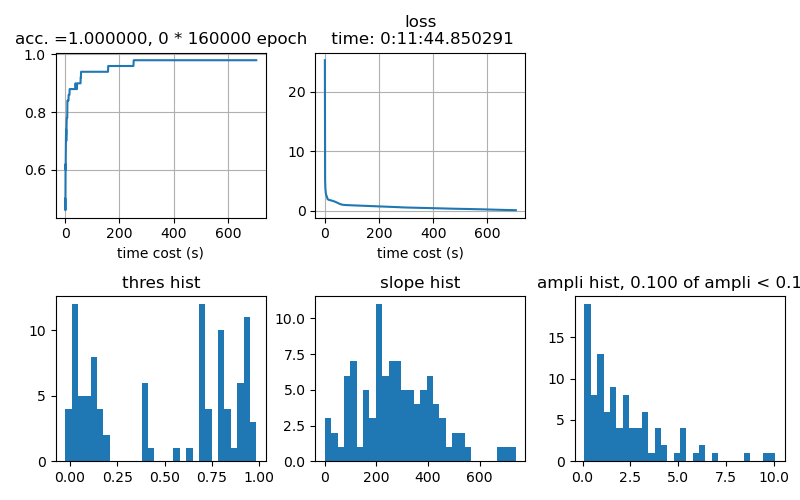 acc. =1.000000, 0 * 160000 epoch
1.0
0.8
0.6
0 200 400 600
time cost (s)
loss
time: 0:11:44.850291
20
10
0
0 200 400 600
time cost (s)
thres hist
10
5
0
0.00 0.25 0.50 0.75 1.00
slope hist
10.0
7.5
5.0
2.5
0.0
0 200 400 600
ampli hist, 0.100 of ampli < 0.1
15
10
5
0
0.0 2.5 5.0 7.5 10.0